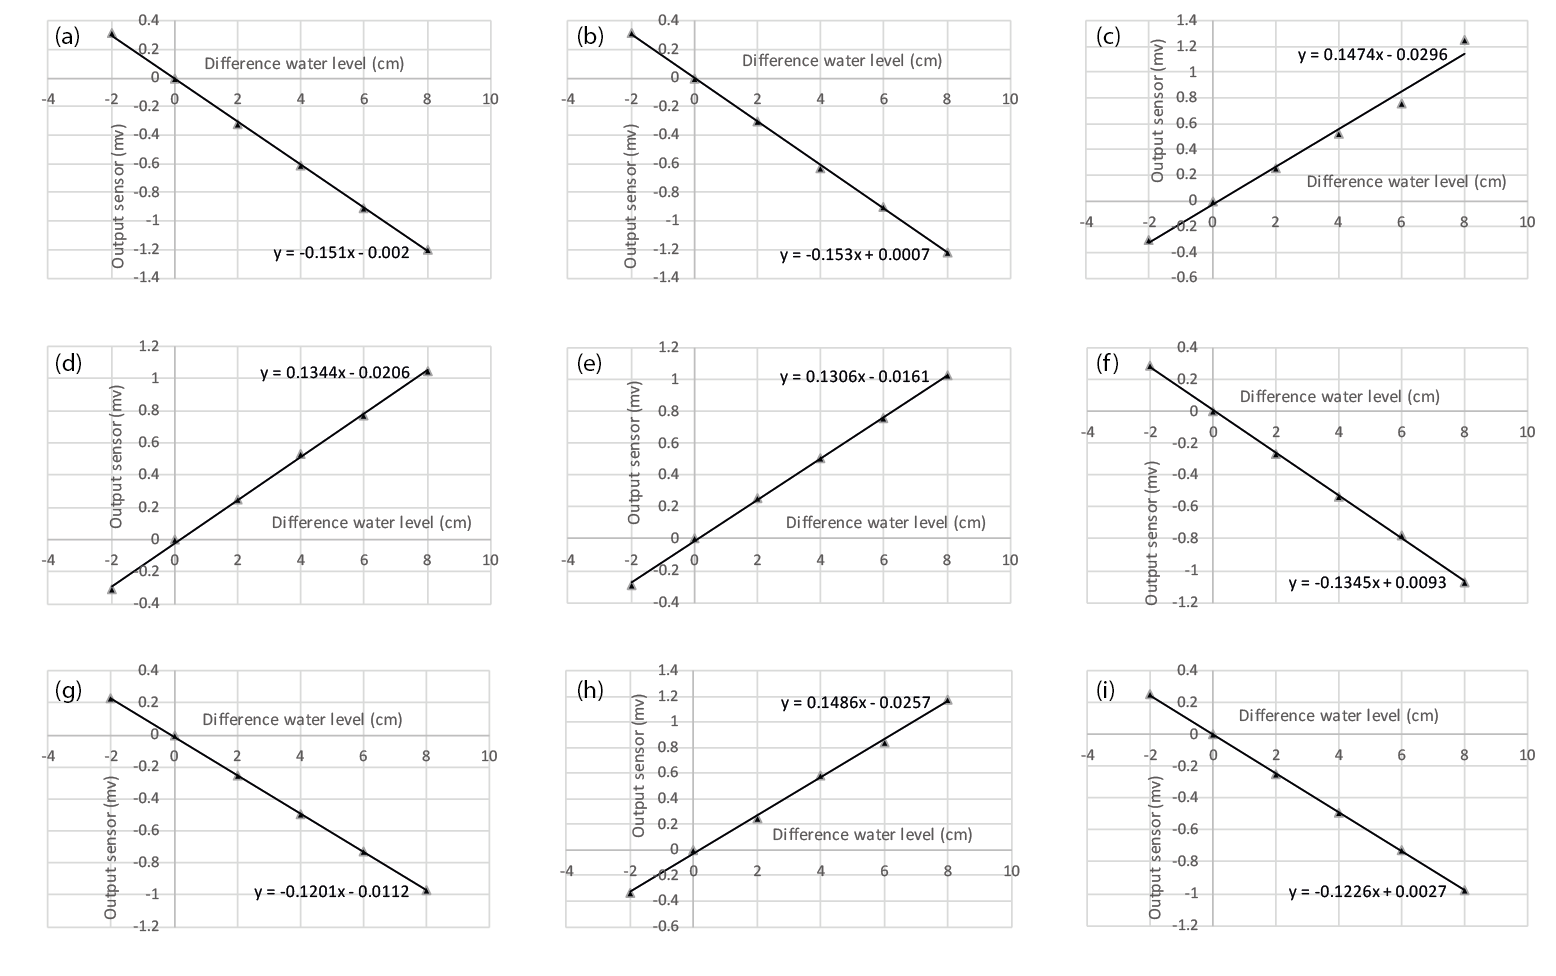 (a)
0.4
0.2
Difference water level (cm)
0
-4 -2 0 2 4 6 8 10
-0.2
-0.4
-0.6
-0.8
-1
-1.2
-1.4
Output sensor (mv)
y = -0.151x - 0.002
(b)
0.4
0.2
Difference water level (cm)
0
-4 -2 0 2 4 6 8 10
-0.2
-0.4
-0.6
-0.8
-1
-1.2
-1.4
Output sensor (mv)
y = -0.153x + 0.0007
(c)
1.4
1.2
1
0.8
0.6
0.4
0.2
0
-4 -2 0 2 4 6 8 10
-0.2
-0.4
-0.6
Output sensor (mv)
y = 0.1474x - 0.0296
Difference water level (cm)
(d)
1.2
1
0.8
0.6
0.4
0.2
0
-4 -2 0 2 4 6 8 10
-0.2
-0.4
Output sensor (mv)
y = 0.1344x - 0.0206
Difference water level (cm)
(e)
1.2
1
0.8
0.6
0.4
0.2
0
-4 -2 0 2 4 6 8 10
-0.2
-0.4
Output sensor (mv)
y = 0.1306x - 0.0161
Difference water level (cm)
(f)
0.4
0.2
Difference water level (cm)
0
-4 -2 0 2 4 6 8 10
-0.2
-0.4
-0.6
-0.8
-1
-1.2
Output sensor (mv)
y = -0.1345x + 0.0093
(g)
0.4
0.2
Difference water level (cm)
0
-4 -2 0 2 4 6 8 10
-0.2
-0.4
-0.6
-0.8
-1
-1.2
Output sensor (mv)
y = -0.1201x - 0.0112
(h)
1.4
1.2
1
0.8
0.6
0.4
0.2
0
-4 -2 0 2 4 6 8 10
-0.2
-0.4
-0.6
Output sensor (mv)
y = 0.1486x - 0.0257
Difference water level (cm)
(i)
0.4
0.2
Difference water level (cm)
0
-4 -2 0 2 4 6 8 10
-0.2
-0.4
-0.6
-0.8
-1
-1.2
Output sensor (mv)
y = -0.1226x + 0.0027